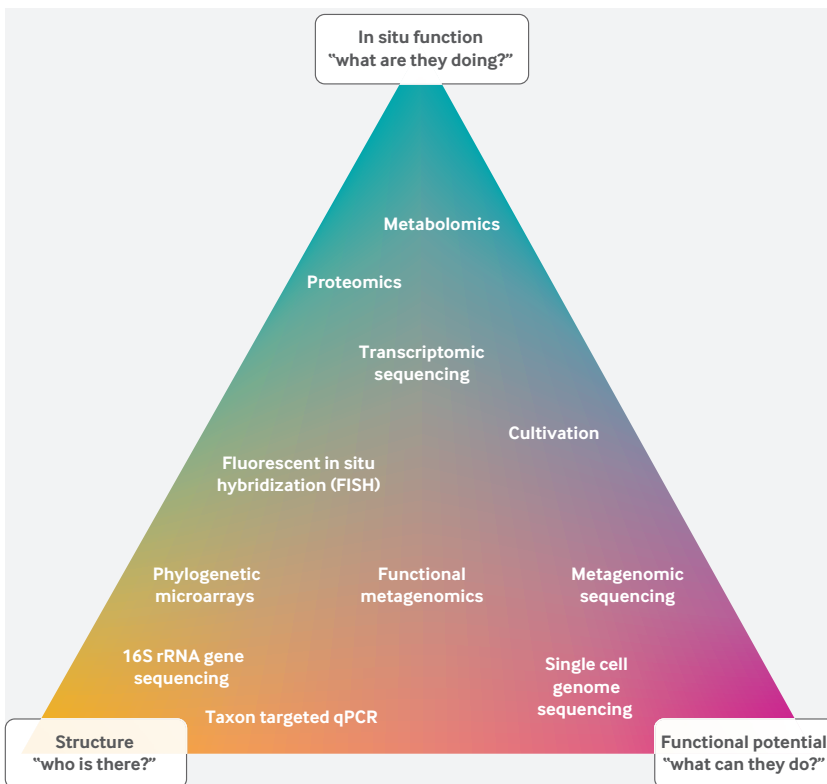 In situ function
“what are they doing?”
Metabolomics
Proteomics
Transcriptomic
sequencing
Cultivation
Fluorescent in situ
hybridization (FISH)
Phylogenetic
microarrays
Functional
metagenomics
Metagenomic
sequencing
16S rRNA gene
sequencing
Single cell
genome
sequencing
Taxon targeted qPCR
Structure
“who is there?”
Functional potential
“what can they do?”